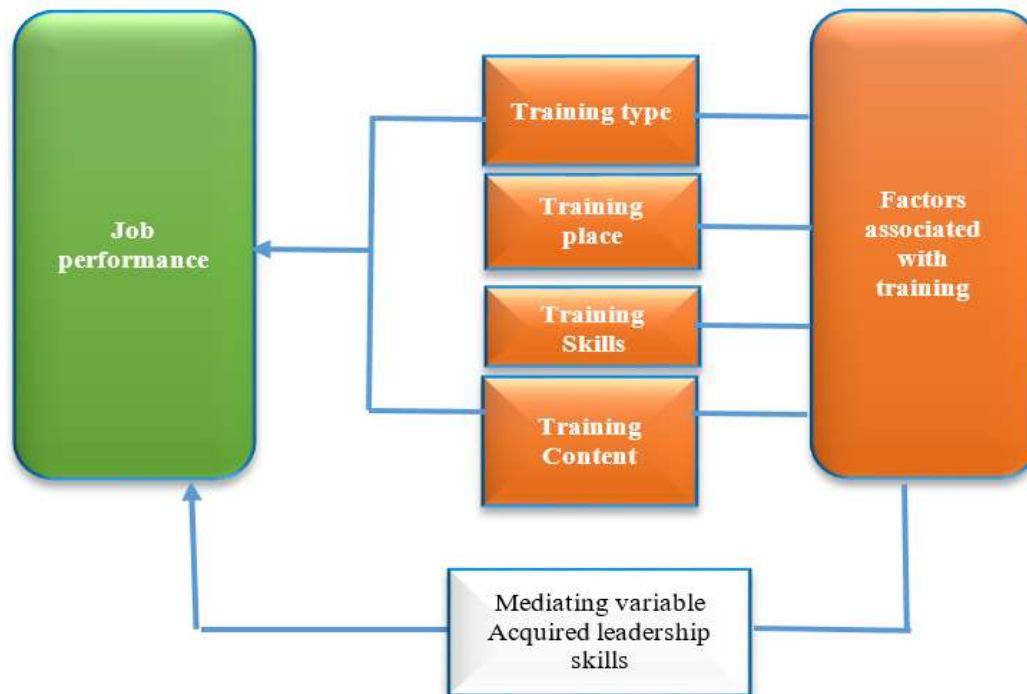 Job
performance
Training type
Training
place
Training
Skills
Training
Content
Factors
associated
with
training
Mediating variable
Acquired leadership
skills